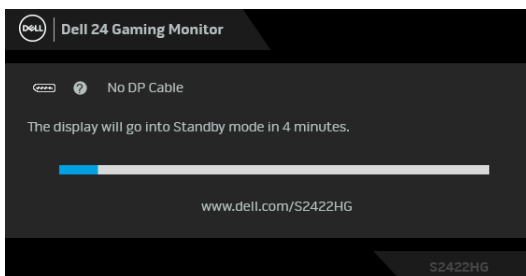 DELL
Dell 24 Gaming Monitor
? No DP Cable
The display will go into Standby mode in 4 minutes.
www.dell.com/S2422HG
S2422HG